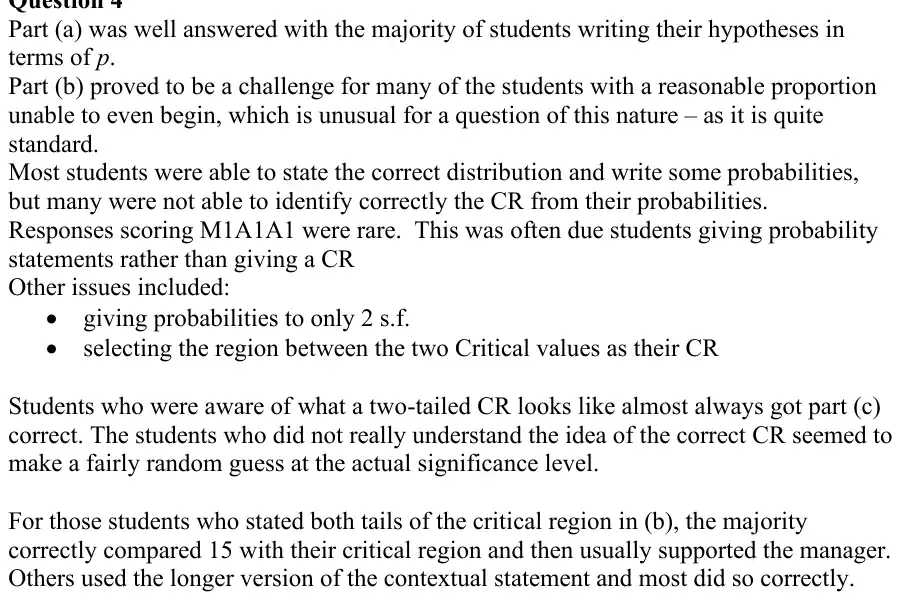 Question 4
Part (a) was well answered with the majority of students writing their hypotheses in
terms of p.
Part (b) proved to be a challenge for many of the students with a reasonable proportion
unable to even begin, which is unusual for a question of this nature – as it is quite
standard.
Most students were able to state the correct distribution and write some probabilities,
but many were not able to identify correctly the CR from their probabilities.
Responses scoring M1A1A1 were rare.  This was often due students giving probability
statements rather than giving a CR
Other issues included:
• giving probabilities to only 2 s.f.
• selecting the region between the two Critical values as their CR
Students who were aware of what a two-tailed CR looks like almost always got part (c)
correct. The students who did not really understand the idea of the correct CR seemed to
make a fairly random guess at the actual significance level.
For those students who stated both tails of the critical region in (b), the majority
correctly compared 15 with their critical region and then usually supported the manager.
Others used the longer version of the contextual statement and most did so correctly.